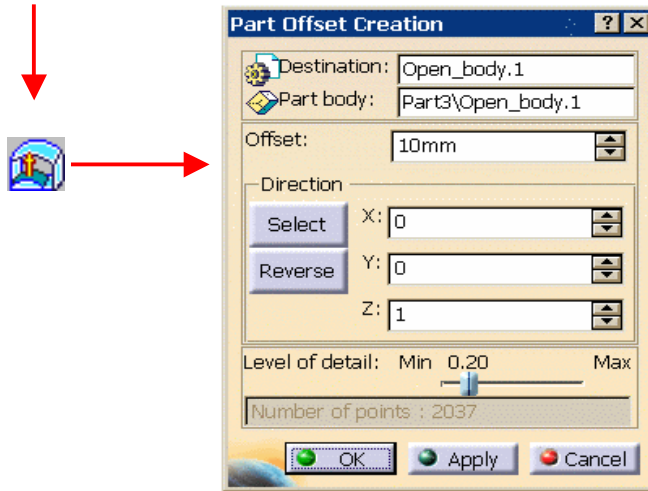 Part Offset Creation
Destination: Open_body.1
Part body: Part3\Open_body.1
Offset: 10mm
Direction
Select X: 0
Reverse Y: 0
Z: 1
Level of detail: Min 0.20 Max
Number of points : 2037
OK Apply Cancel